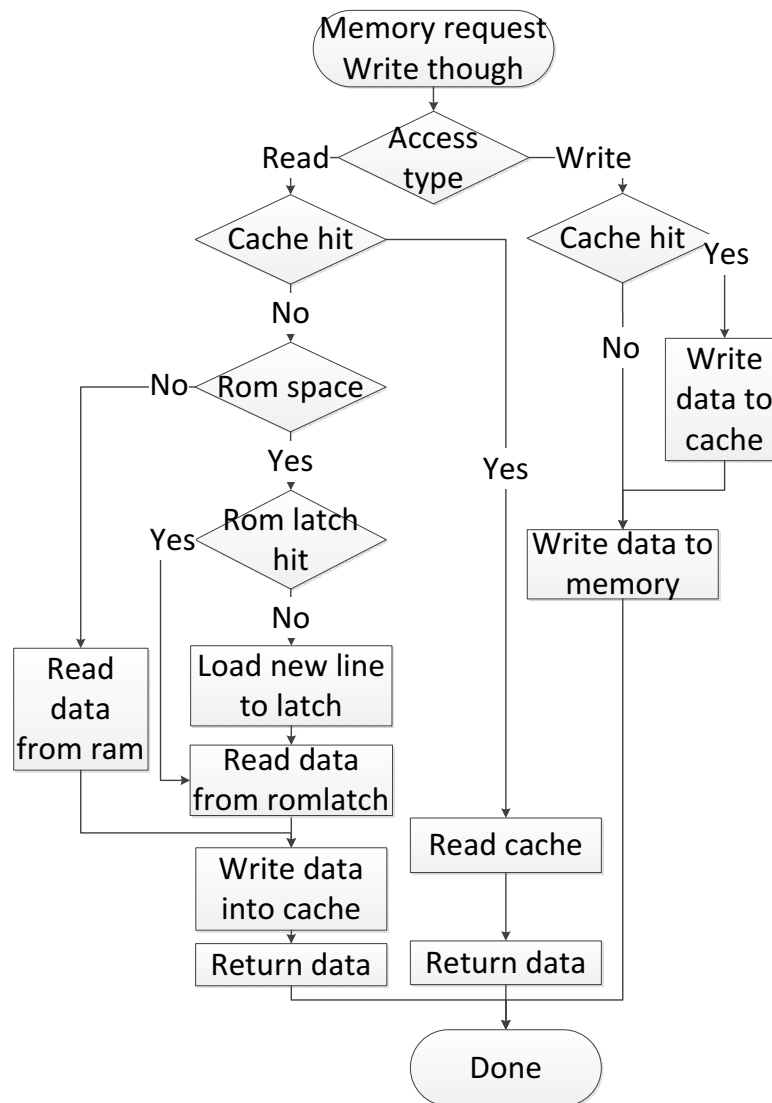 Memory request
Write though
Access
type
Read
Write
Cache hit
Cache hit
Yes
No
No
Write
data to
cache
No
Rom space
Yes
Yes
Rom latch
hit
Yes
Write data to
memory
No
Read
data
from ram
Load new line
to latch
Read data
from romlatch
Read cache
Write data
into cache
Return data
Return data
Done